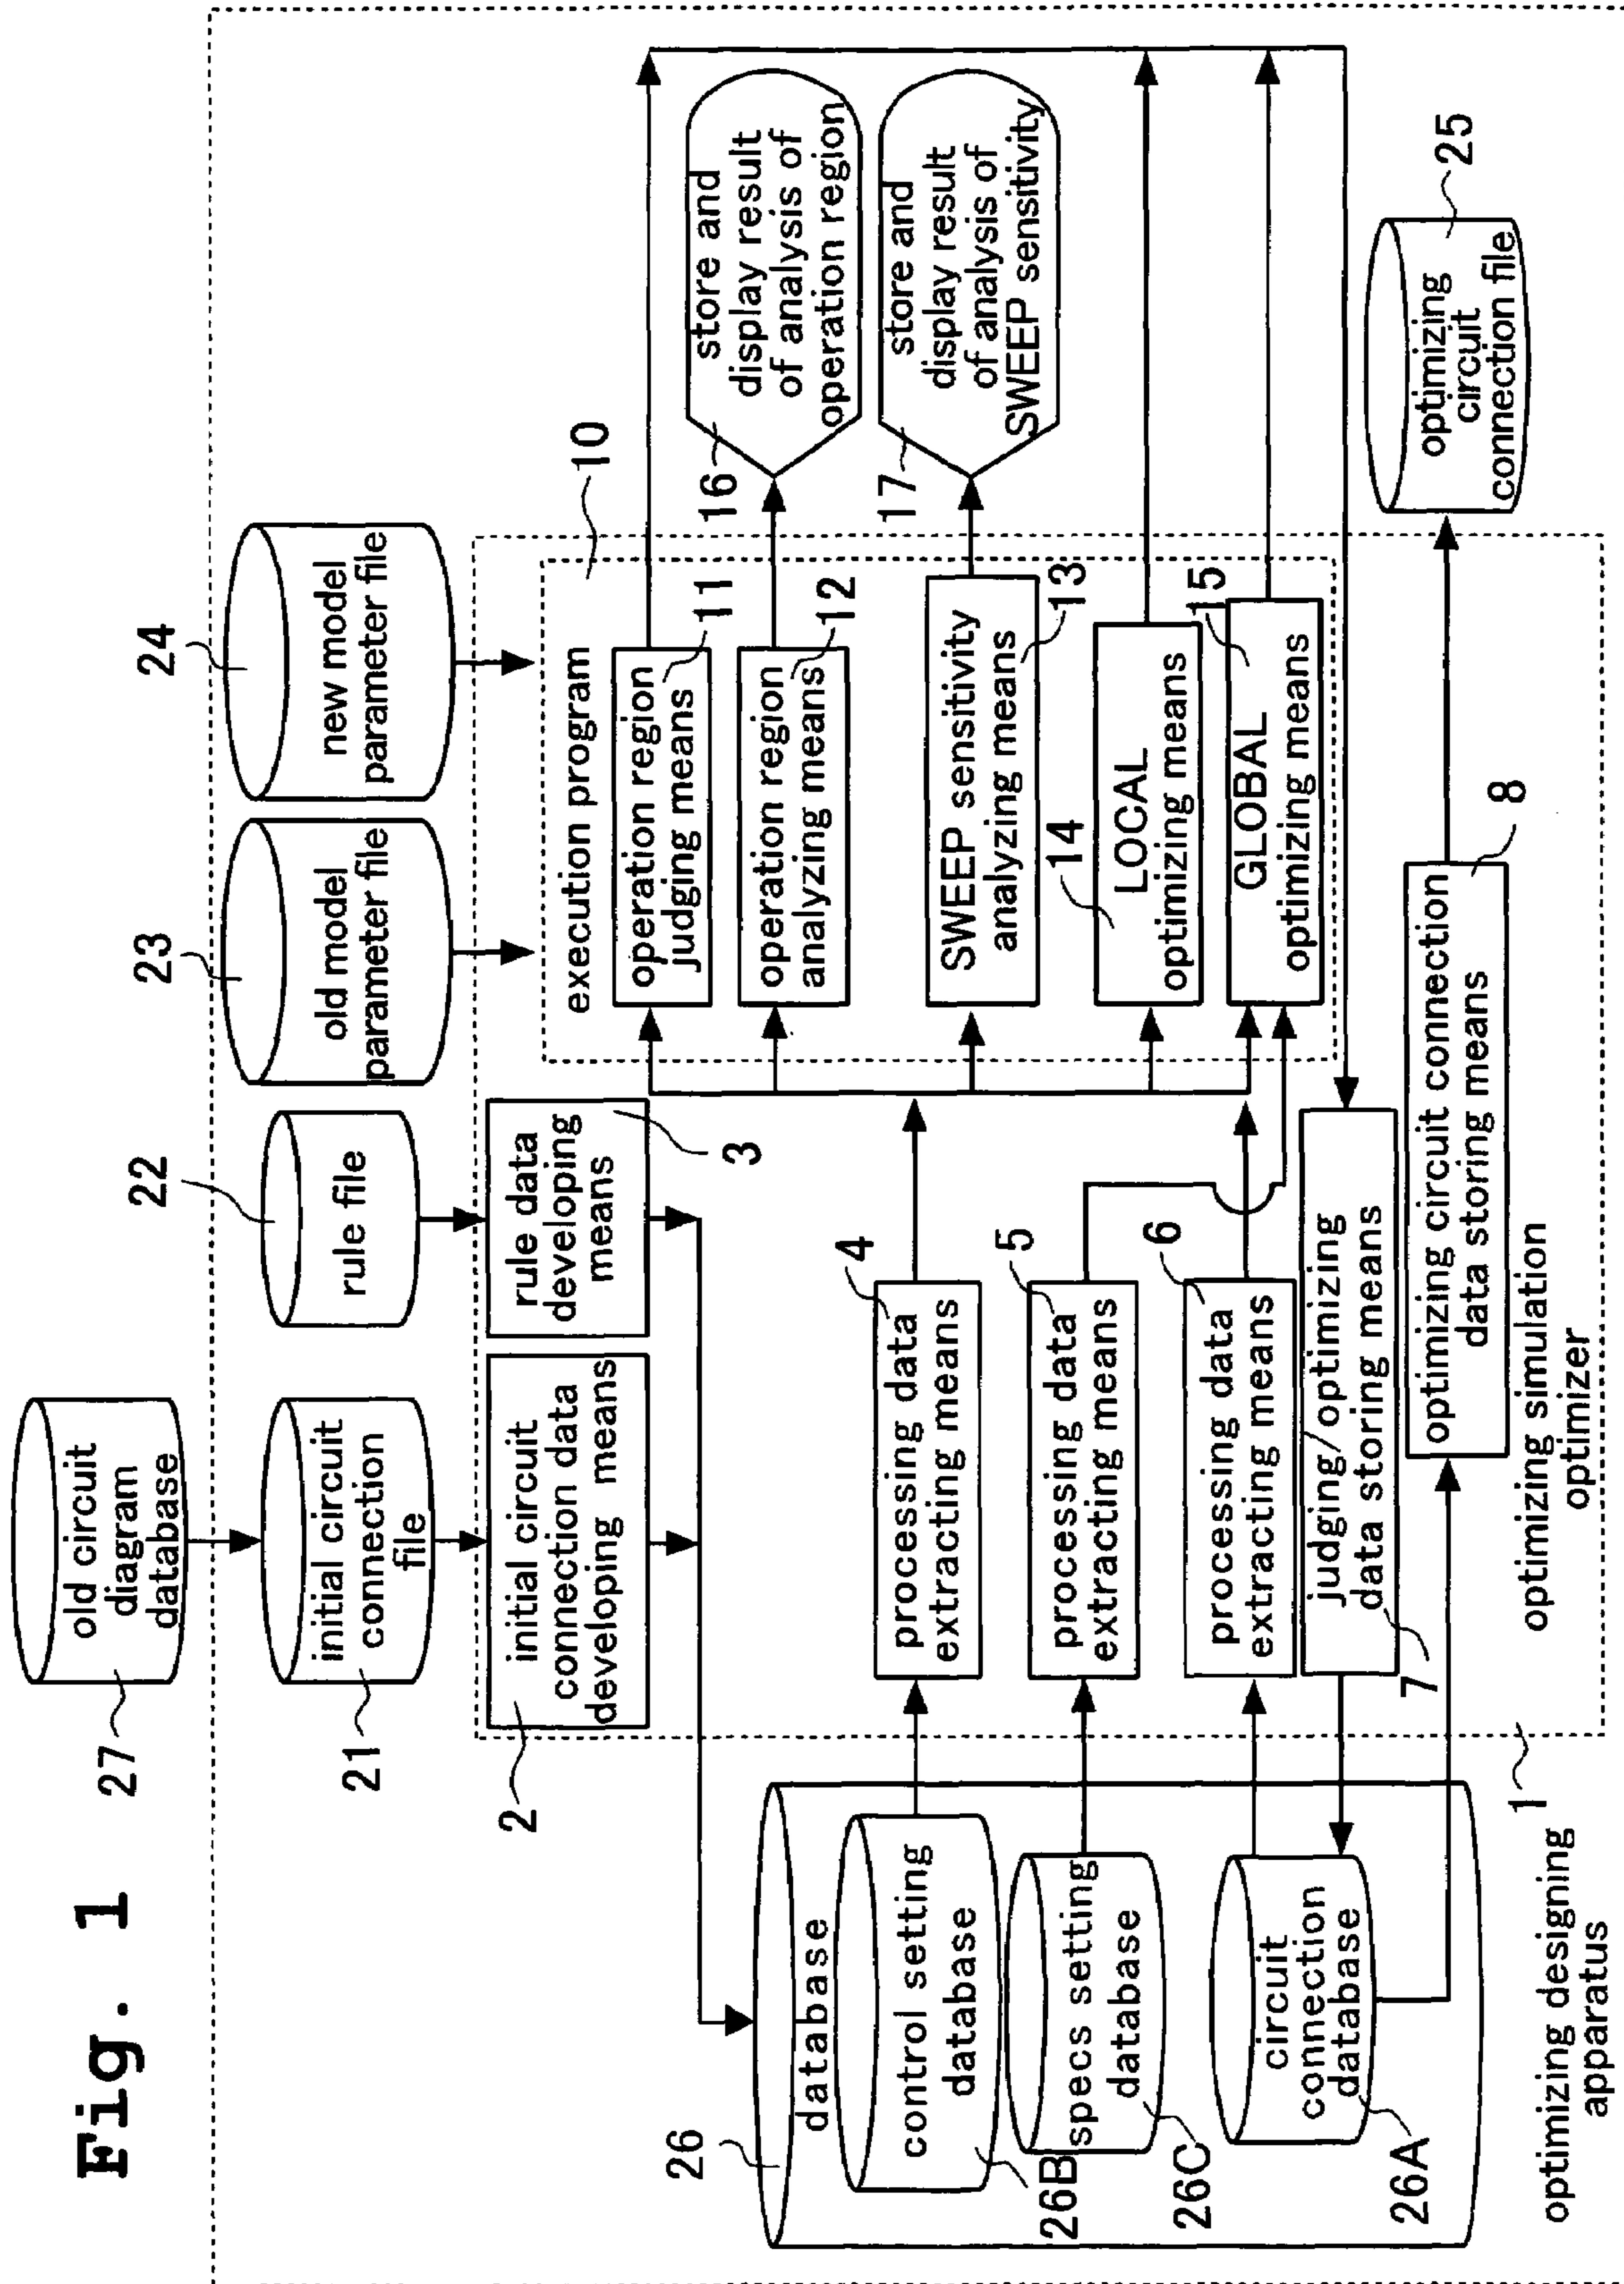 Fig. 1
27
old circuit
diagram
database
21
initial circuit
connection
file
22
rule file
23
old model
parameter file
24
new model
parameter file
2
initial circuit
connection data
developing means
rule data
developing
means
3
execution program
10
operation region
judging means
11
operation region
analyzing means
12
SWEEP sensitivity
analyzing means
13
14
LOCAL
optimizing means
15
GLOBAL
optimizing means
16
store and
display result
of analysis of
operation region
17
store and
display result
of analysis of
SWEEP sensitivity
26
database
control setting
database
26B
specs setting
database
26C
circuit
connection
database
26A
4
processing data
extracting means
5
processing data
extracting means
6
processing data
extracting means
judging/optimizing
data storing means
7
optimizing circuit connection
data storing means
8
optimizing
circuit
connection file
25
optimizing simulation
optimizer
1
optimizing designing
apparatus